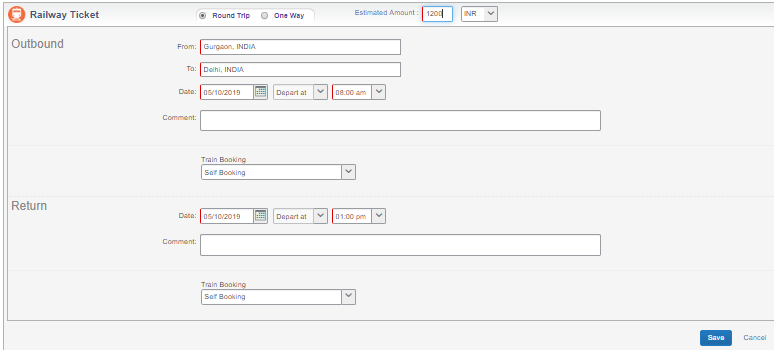 Railway Ticket Round Trip One Way Estimated Amount : 1200 INR
Outbound
From: Gurgaon, INDIA
To: Delhi, INDIA
Date: 05/10/2019 Depart at 08:00 am
Comment:
Train Booking
Self Booking
Return
Date: 05/10/2019 Depart at 01:00 pm
Comment:
Train Booking
Self Booking
Save Cancel